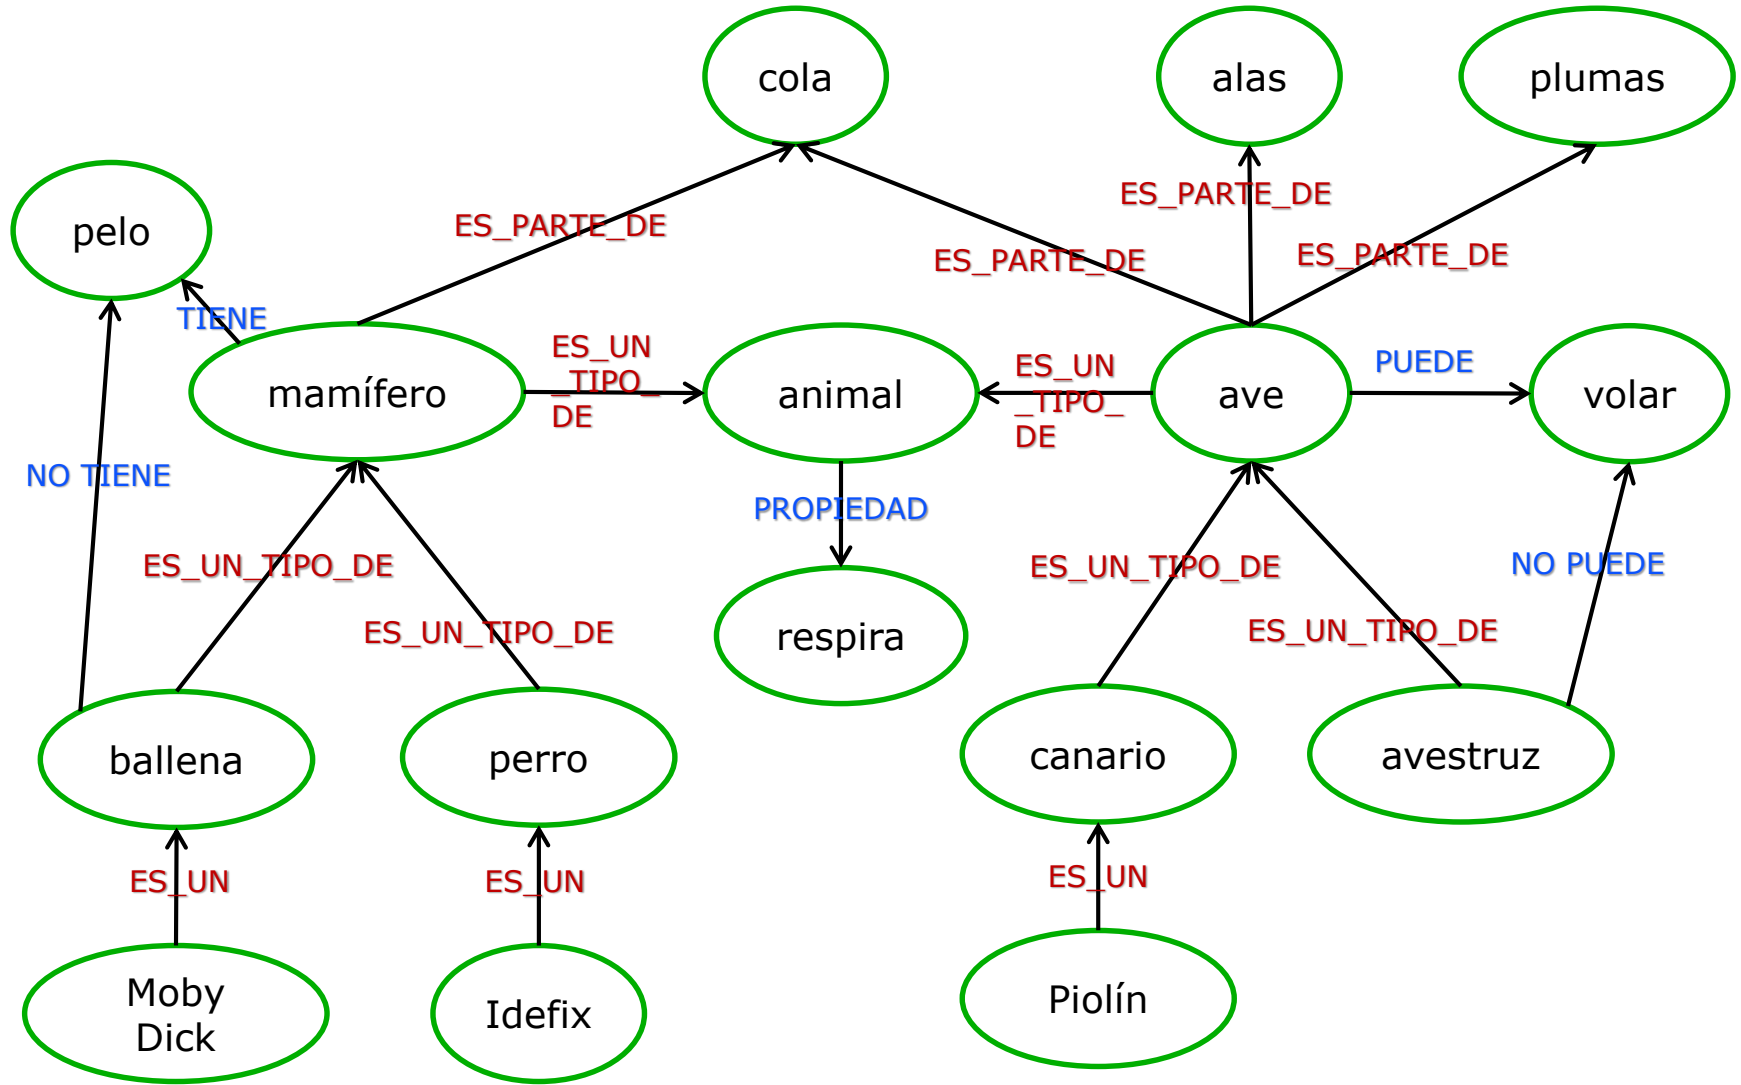 cola
alas
plumas
pelo
ES_PARTE_DE
ES_PARTE_DE
ES_PARTE_DE
ES_PARTE_DE
TIENE
mamífero
ES_UN
_TIPO_
DE
animal
ES_UN
_TIPO_
DE
ave
PUEDE
volar
NO TIENE
PROPIEDAD
ES_UN_TIPO_DE
ES_UN_TIPO_DE
respira
ES_UN_TIPO_DE
ES_UN_TIPO_DE
NO PUEDE
ballena
perro
canario
avestruz
ES_UN
ES_UN
ES_UN
Moby
Dick
Idefix
Piolín